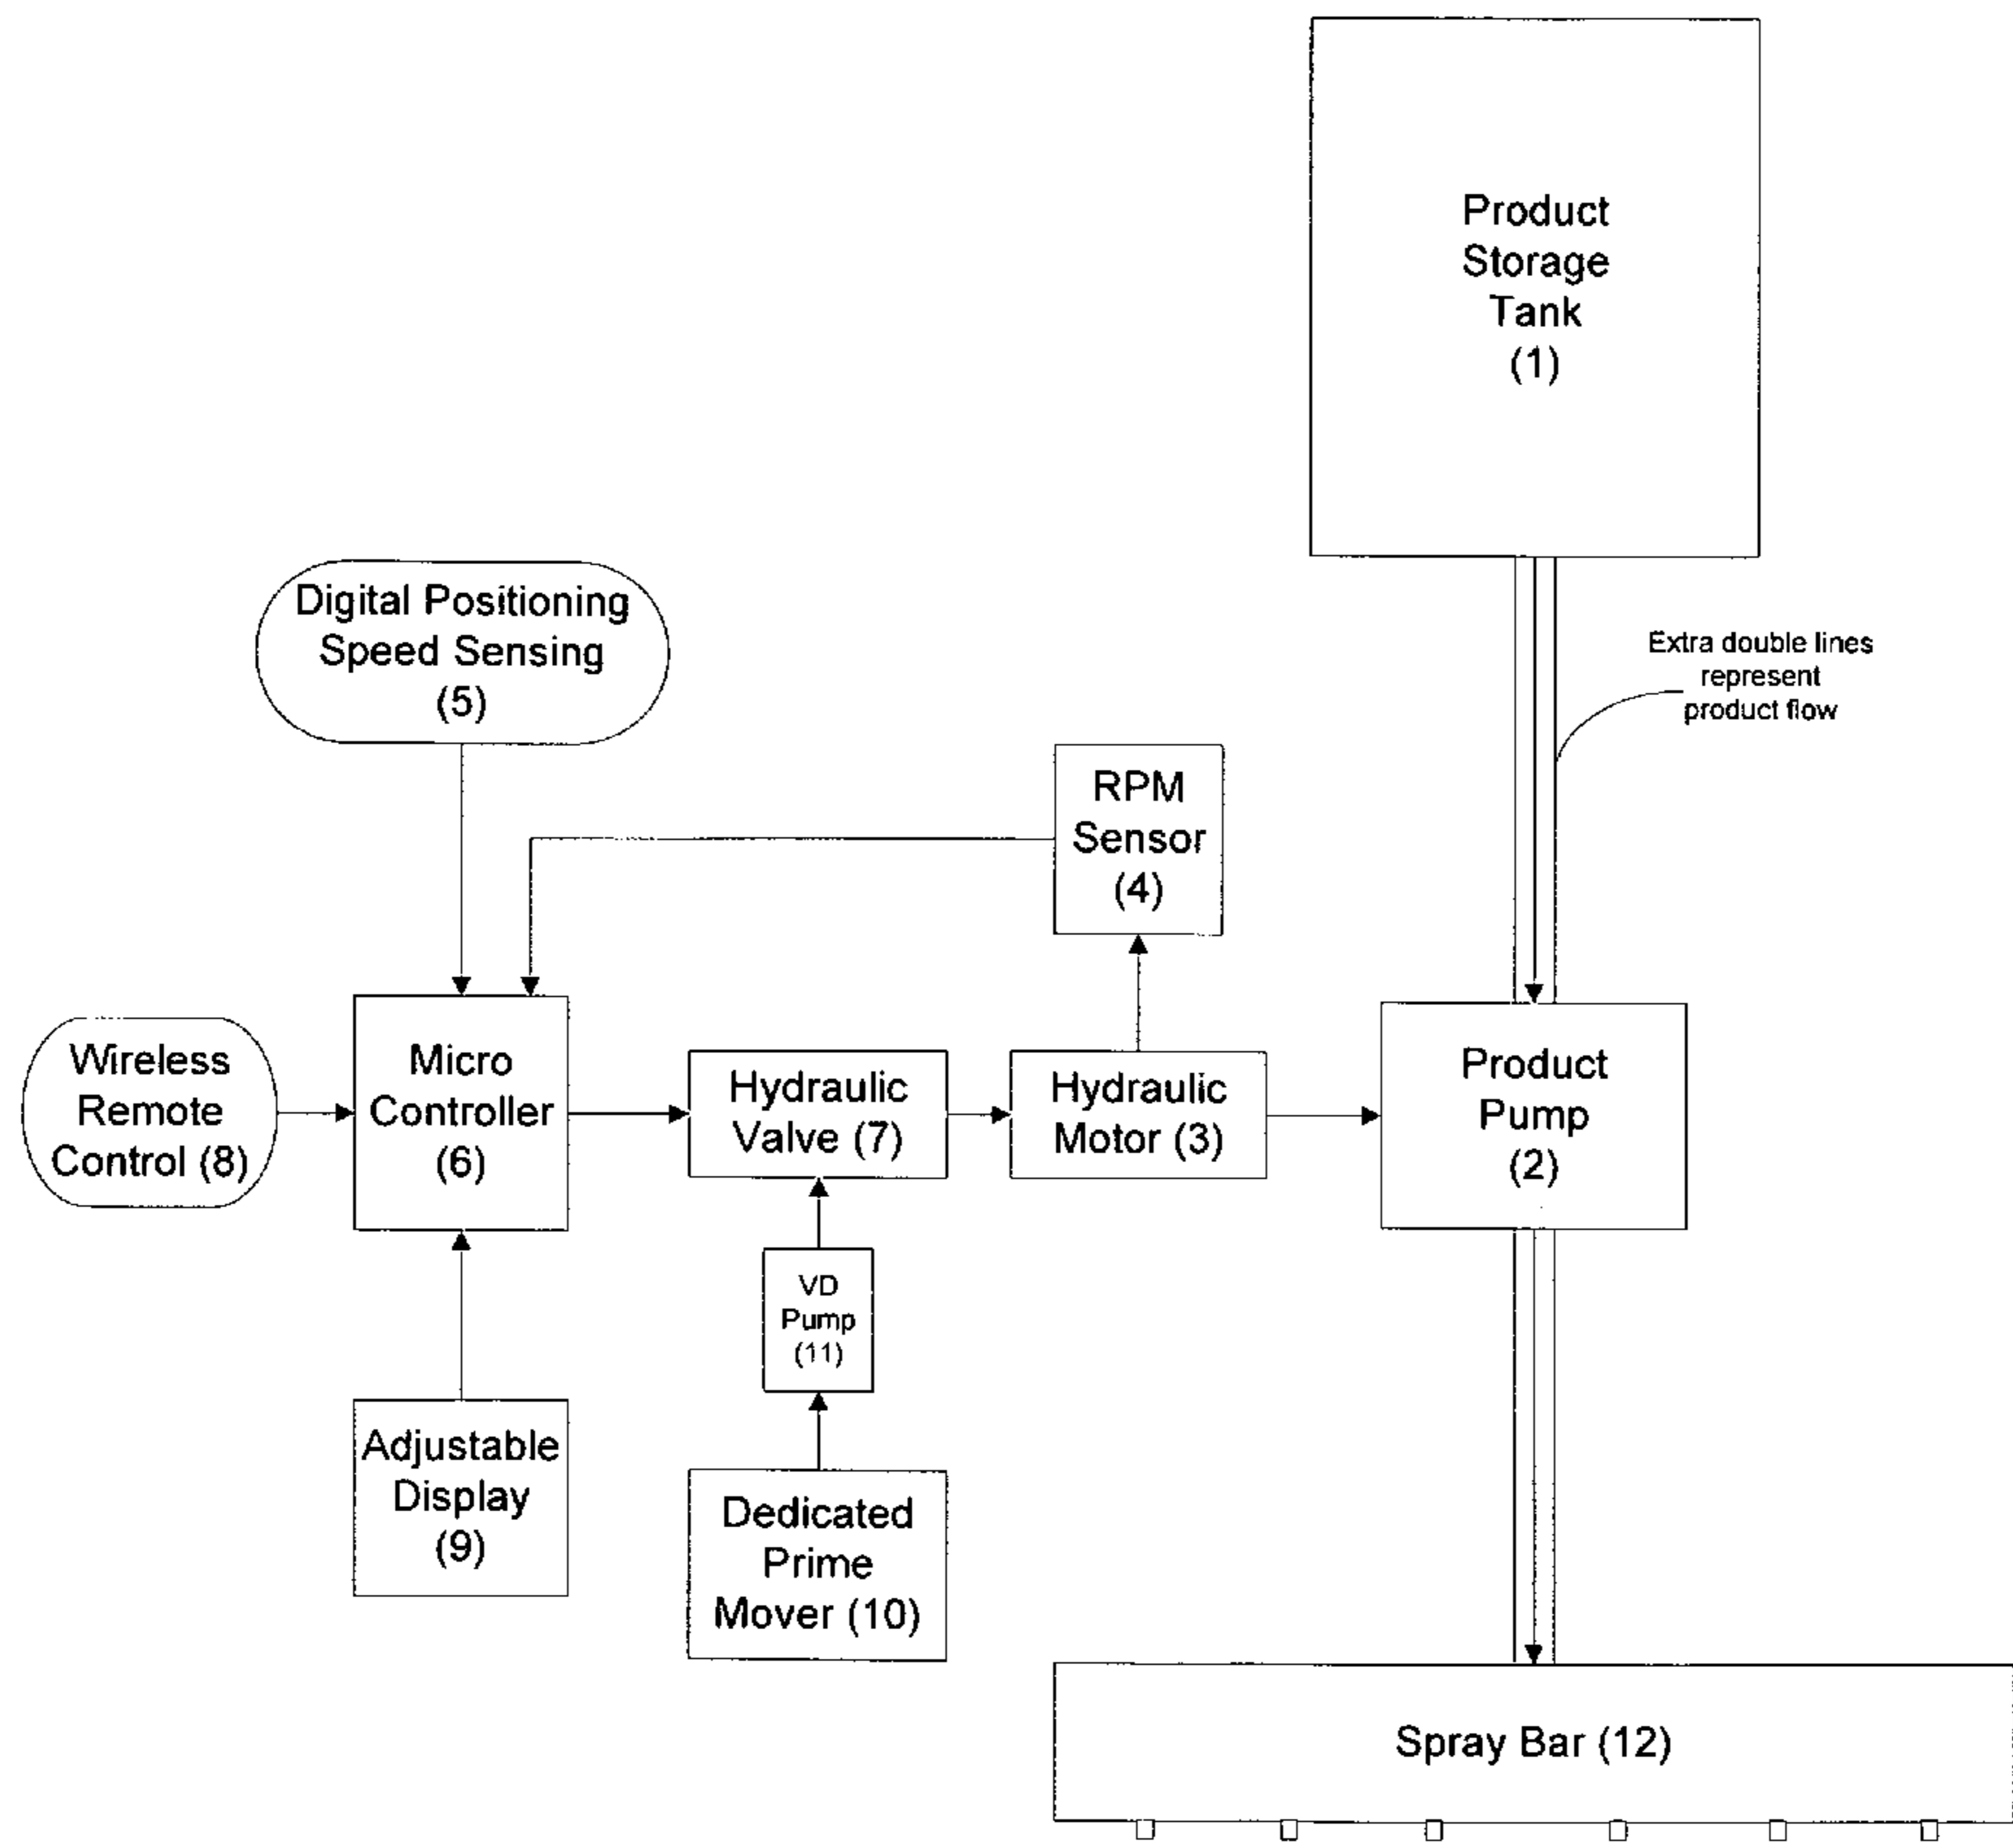 Product
Storage
Tank
(1)
Digital Positioning
Speed Sensing
(5)
Extra double lines
represent
product flow
RPM
Sensor
(4)
Wireless
Remote
Control (8)
Micro
Controller
(6)
Hydraulic
Valve (7)
Hydraulic
Motor (3)
Product
Pump
(2)
VD
Pump
(11)
Adjustable
Display
(9)
Dedicated
Prime
Mover (10)
Spray Bar (12)